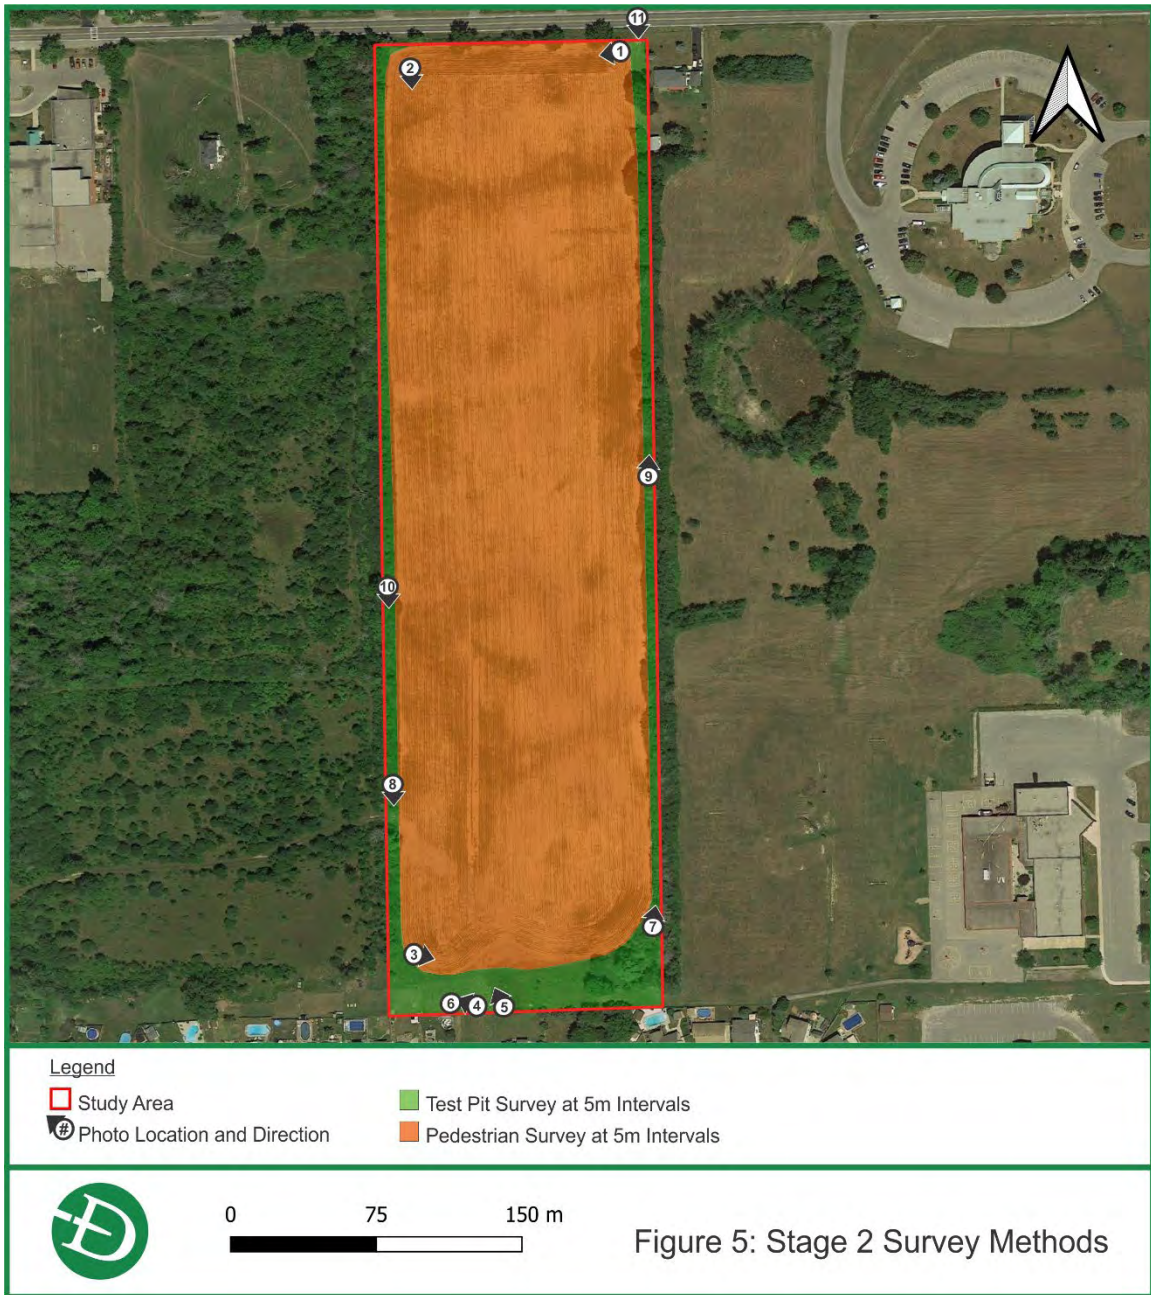 11
1
2
9
10
8
7
3
6
4
5
Legend
Study Area
# Photo Location and Direction
Test Pit Survey at 5m Intervals
Pedestrian Survey at 5m Intervals
0 75 150 m
Figure 5: Stage 2 Survey Methods